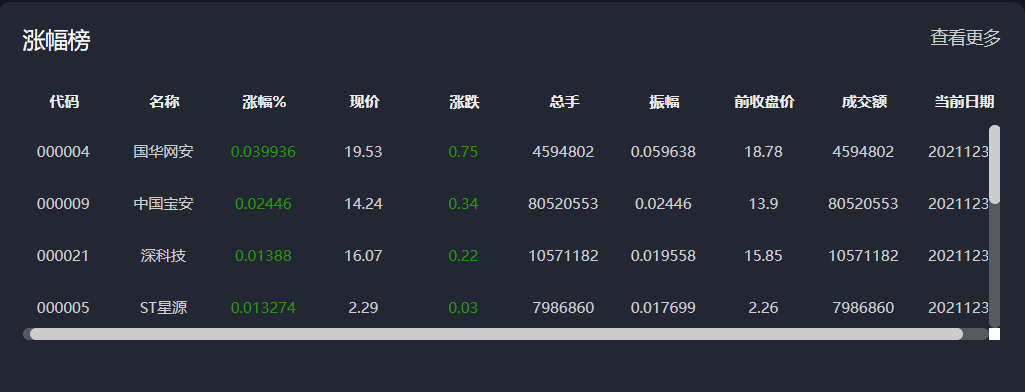 涨幅榜 查看更多
代码 名称 涨幅% 现价 涨跌 总手 振幅 前收盘价 成交额 当前日期
000004 国华网安 0.039936 19.53 0.75 4594802 0.059638 18.78 4594802 2021123
000009 中国宝安 0.02446 14.24 0.34 80520553 0.02446 13.9 80520553 2021123
000021 深科技 0.01388 16.07 0.22 10571182 0.019558 15.85 10571182 2021123
000005 ST星源 0.013274 2.29 0.03 7986860 0.017699 2.26 7986860 2021123